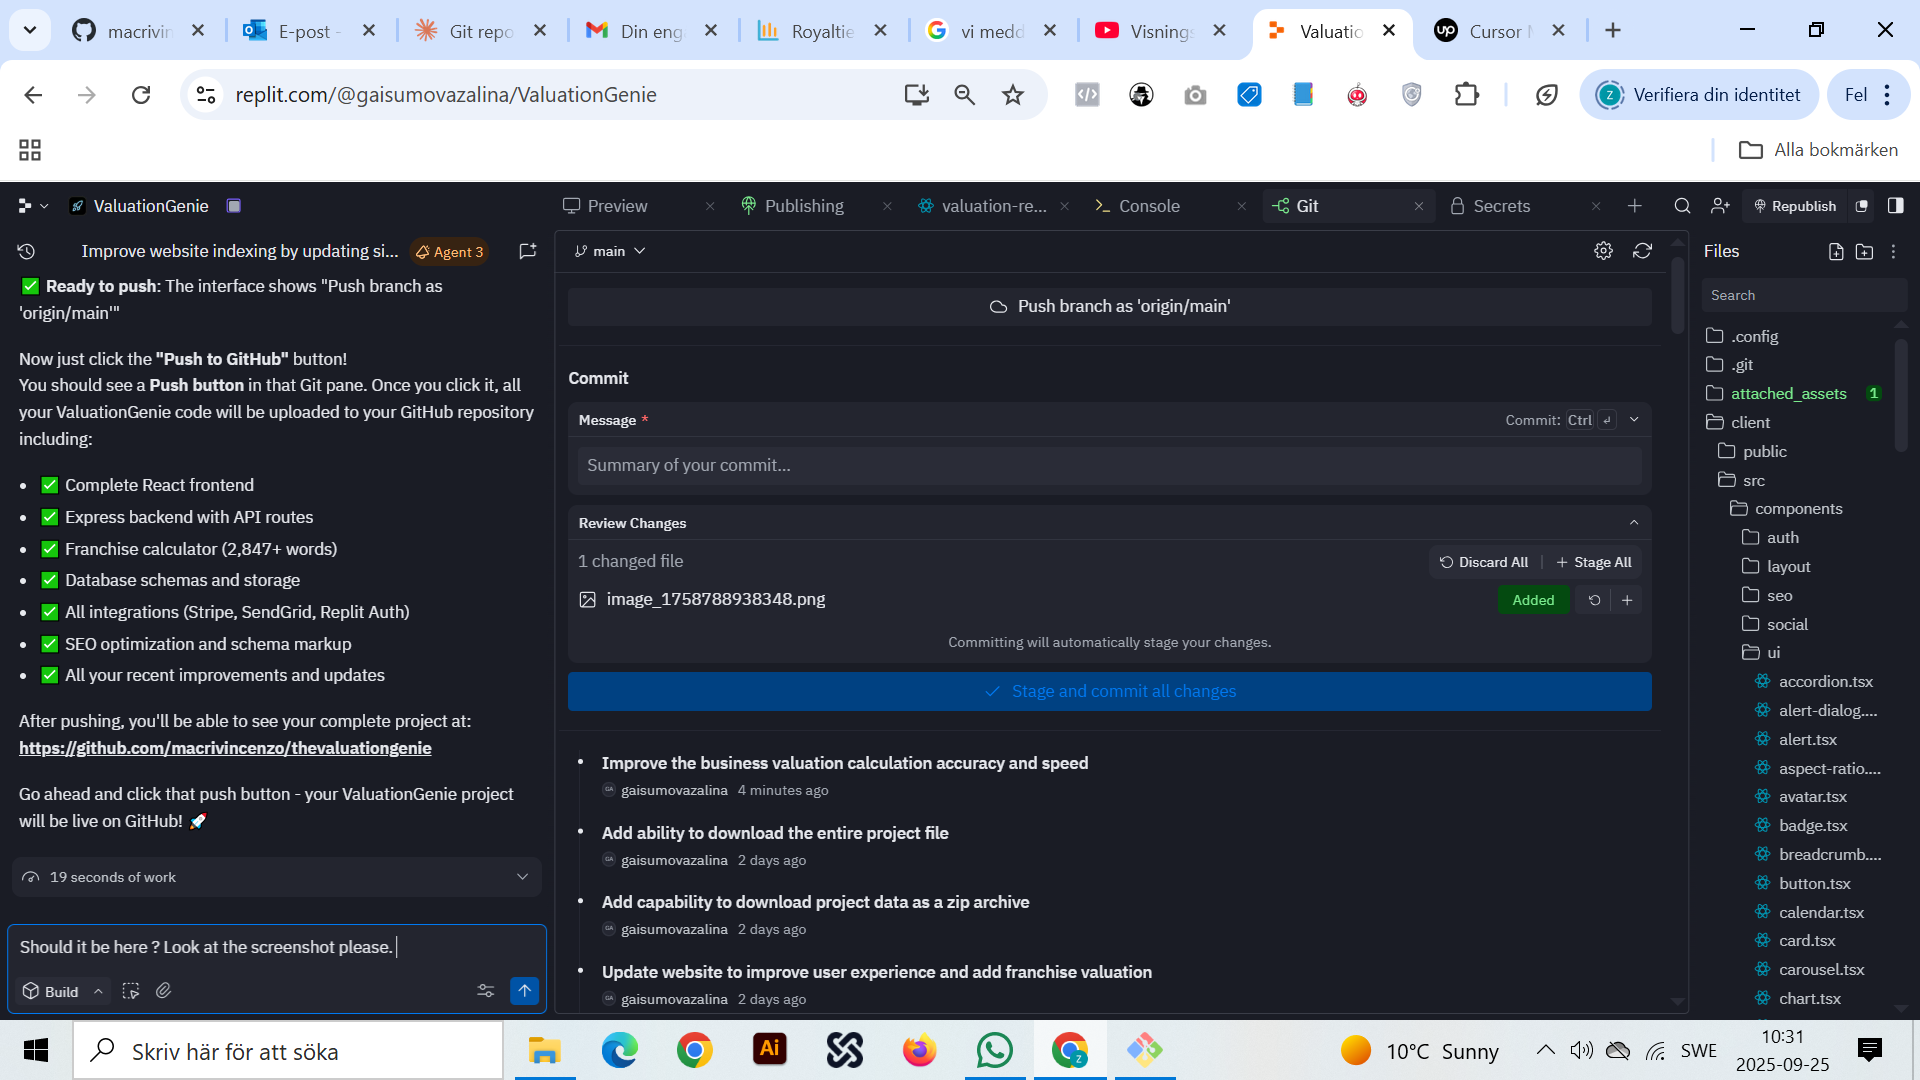 macrivin
E-post -
Git repo
Din eng
Royaltie
vi medd
Visnings
Valuatio
Cursor
replit.com/@gaisumovazalina/ValuationGenie
Verifiera din identitet
Fel
Alla bokmärken
ValuationGenie
Preview
Publishing
valuation-re...
Console
Git
Secrets
Republish
Improve website indexing by updating si...
Agent 3
main
Files
✅ Ready to push: The interface shows "Push branch as
'origin/main'"
Now just click the "Push to GitHub" button!
You should see a Push button in that Git pane. Once you click it, all
your ValuationGenie code will be uploaded to your GitHub repository
including:
• ✅ Complete React frontend
• ✅ Express backend with API routes
• ✅ Franchise calculator (2,847+ words)
• ✅ Database schemas and storage
• ✅ All integrations (Stripe, SendGrid, Replit Auth)
• ✅ SEO optimization and schema markup
• ✅ All your recent improvements and updates
After pushing, you'll be able to see your complete project at:
https://github.com/macrivincenzo/thevaluationgenie
Go ahead and click that push button - your ValuationGenie project
will be live on GitHub! 🚀
19 seconds of work
Should it be here ? Look at the screenshot please.
Build
Push branch as 'origin/main'
Commit
Message *
Commit: Ctrl ↵
Summary of your commit...
Review Changes
1 changed file
Discard All
+ Stage All
image_1758788938348.png
Added
Committing will automatically stage your changes.
Stage and commit all changes
• Improve the business valuation calculation accuracy and speed
GA gaisumovazalina 4 minutes ago
• Add ability to download the entire project file
GA gaisumovazalina 2 days ago
• Add capability to download project data as a zip archive
GA gaisumovazalina 2 days ago
• Update website to improve user experience and add franchise valuation
GA gaisumovazalina 2 days ago
Search
.config
.git
attached_assets 1
client
public
src
components
auth
layout
seo
social
ui
accordion.tsx
alert-dialog....
alert.tsx
aspect-ratio....
avatar.tsx
badge.tsx
breadcrumb....
button.tsx
calendar.tsx
card.tsx
carousel.tsx
chart.tsx
Skriv här för att söka
Ai
10°C Sunny
SWE
10:31
2025-09-25